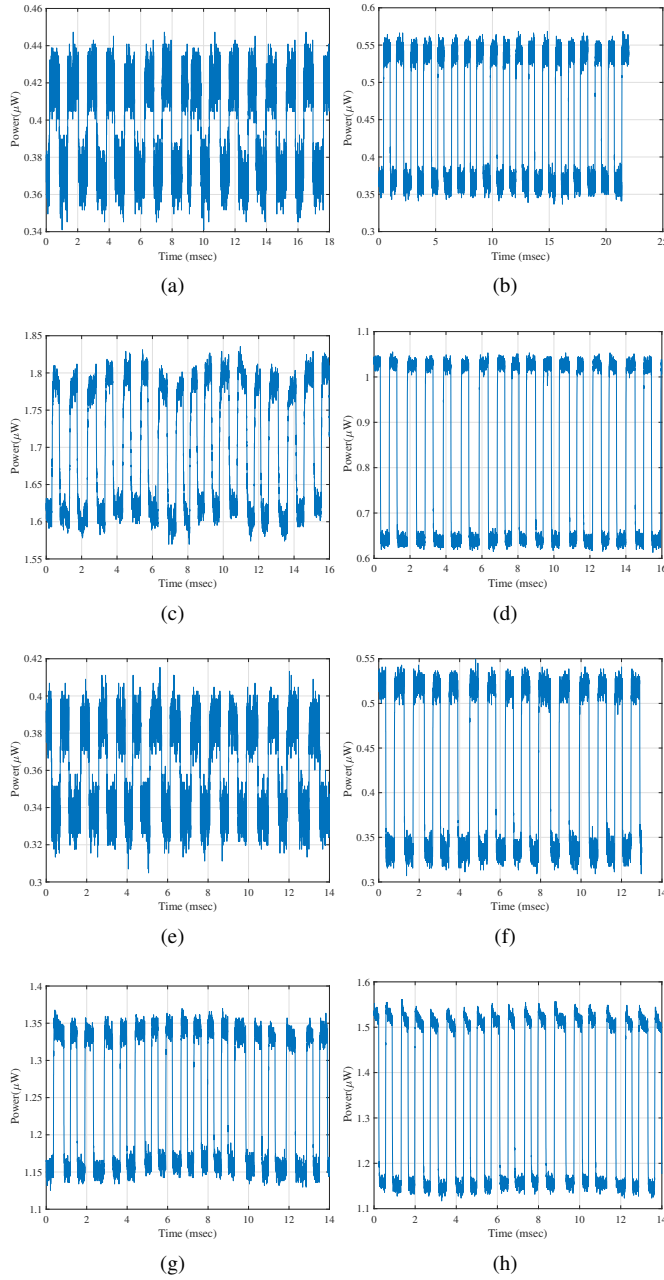 0.46
0.44
0.42
0.4
0.38
0.36
0.34
Power(μW)
0 2 4 6 8 10 12 14 16 18
Time (msec)
(a)
0.6
0.55
0.5
0.45
0.4
0.35
0.3
Power(μW)
0 5 10 15 20 25
Time (msec)
(b)
1.85
1.8
1.75
1.7
1.65
1.6
1.55
Power(μW)
0 2 4 6 8 10 12 14 16
Time (msec)
(c)
1.1
1
0.9
0.8
0.7
0.6
Power(μW)
0 2 4 6 8 10 12 14 16
Time (msec)
(d)
0.42
0.4
0.38
0.36
0.34
0.32
0.3
Power(μW)
0 2 4 6 8 10 12 14
Time (msec)
(e)
0.55
0.5
0.45
0.4
0.35
0.3
Power(μW)
0 2 4 6 8 10 12 14
Time (msec)
(f)
1.4
1.35
1.3
1.25
1.2
1.15
1.1
Power(μW)
0 2 4 6 8 10 12 14
Time (msec)
(g)
1.6
1.5
1.4
1.3
1.2
1.1
Power(μW)
0 2 4 6 8 10 12 14
Time (msec)
(h)